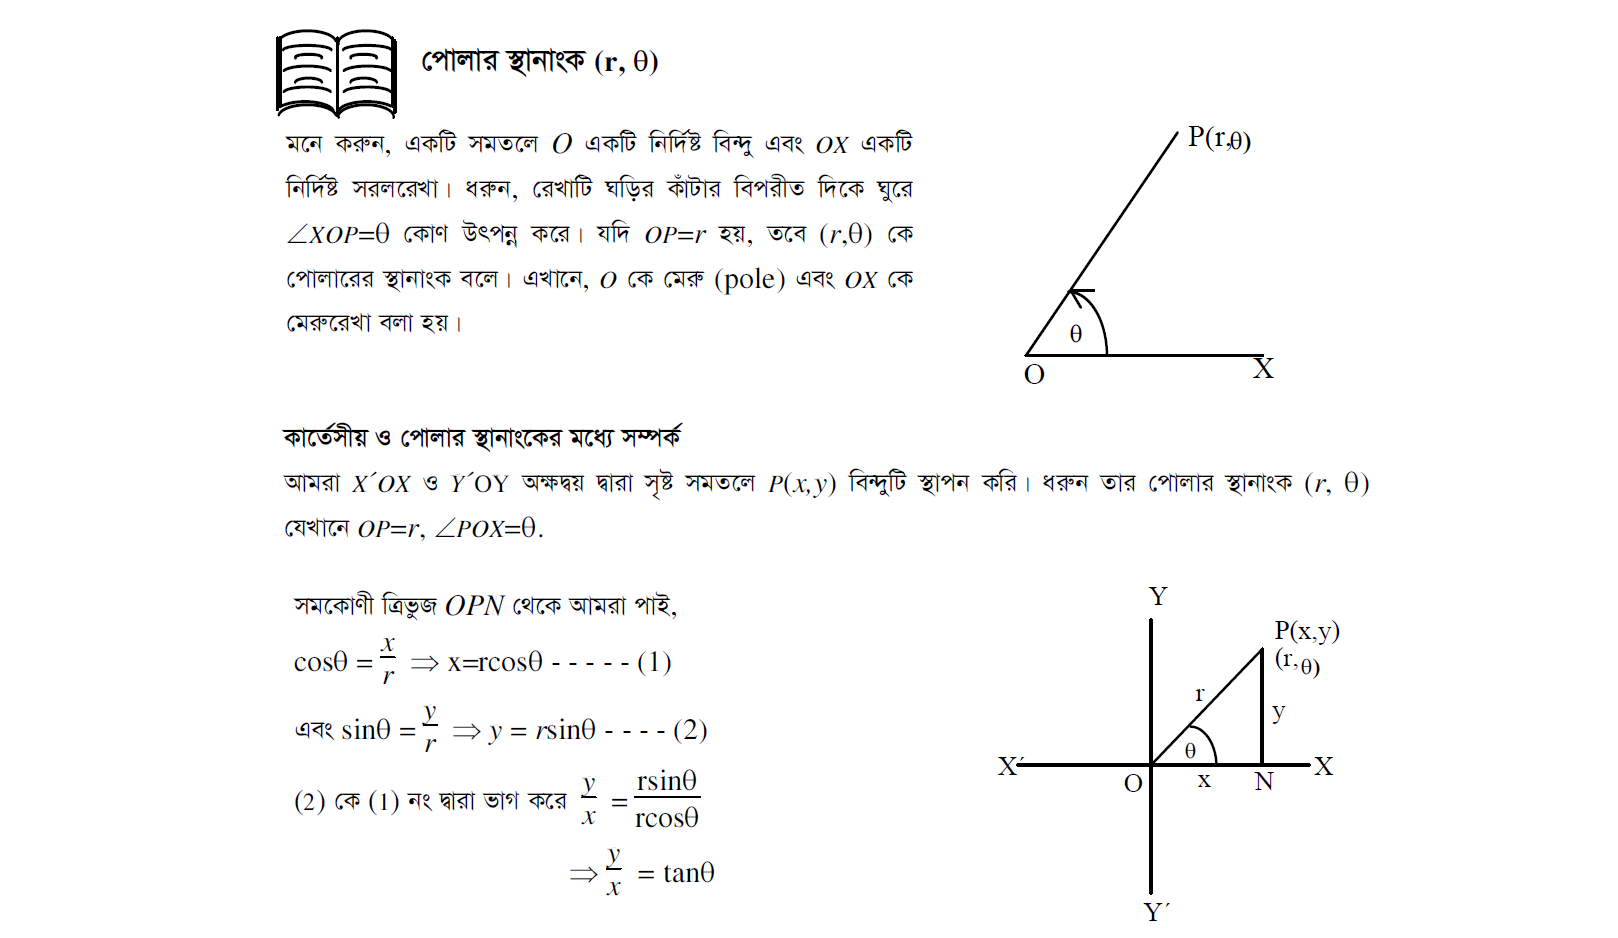 পোলার স্থানাংক (r, θ)
মনে করুন, একটি সমতলে O একটি নির্দিষ্ট বিন্দু এবং OX একটি
নির্দিষ্ট সরলরেখা। ধরুন, রেখাটি ঘড়ির কাঁটার বিপরীত দিকে ঘুরে
∠XOP=θ কোণ উৎপন্ন করে। যদি OP=r হয়, তবে (r,θ) কে
পোলারের স্থানাংক বলে। এখানে, O কে মেরু (pole) এবং OX কে
মেরুরেখা বলা হয়।
P(r,θ)
θ
O
X
কার্তেসীয় ও পোলার স্থানাংকের মধ্যে সম্পর্ক
আমরা X´OX ও Y´OY অক্ষদ্বয় দ্বারা সৃষ্ট সমতলে P(x,y) বিন্দুটি স্থাপন করি। ধরুন তার পোলার স্থানাংক (r, θ)
যেখানে OP=r, ∠POX=θ.
সমকোণী ত্রিভুজ OPN থেকে আমরা পাই,
cosθ = x/r ⇒ x=rcosθ - - - - - (1)
এবং sinθ = y/r ⇒ y = rsinθ - - - - (2)
(2) কে (1) নং দ্বারা ভাগ করে y/x = rsinθ/rcosθ
⇒ y/x = tanθ
Y
P(x,y)
(r,θ)
r
y
θ
X´
X
O
x
N
Y´